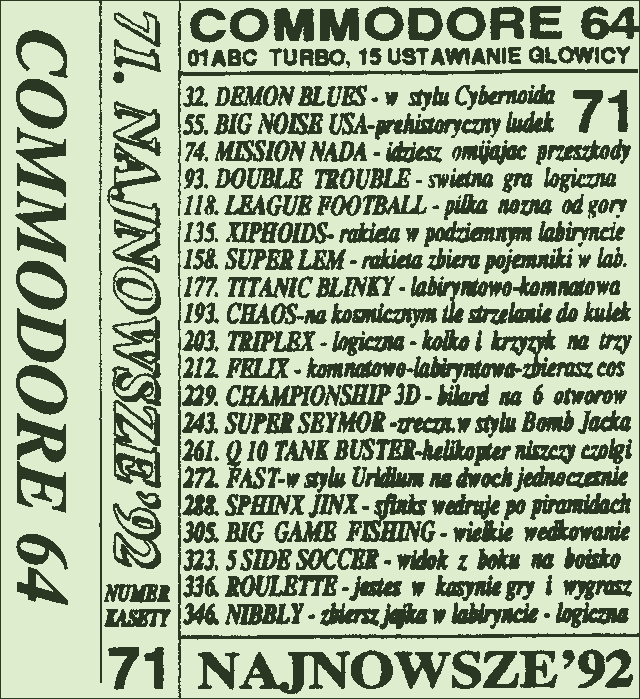 COMMODORE 64
71. NAJNOWSZE'92
NUMER
KASETY
71
COMMODORE 64
01 ABC TURBO, 15 USTAWIANIE GLOWICY
71
32. DEMON BLUES - w stylu Cybernoida
55. BIG NOISE USA-prehistoryczny ludek
74. MISSION NADA - idziesz omijajac przeszkody
93. DOUBLE TROUBLE - swietna gra logiczna
118. LEAGUE FOOTBALL - pilka nozna od gory
135. XIPHOIDS- rakieta w podziemnym labiryncie
158. SUPER LEM - rakieta zbiera pojemniki w lab.
177. TITANIC BLINKY - labiryntowo-komnatowa
193. CHAOS-na kosmicznym tle strzelanie do kulek
203. TRIPLEX - logiczna - kolko i krzyzyk na trzy
212. FELIX - komnatowo-labiryntowa-zbierasz cos
229. CHAMPIONSHIP 3D - bilard na 6 otworow
243. SUPER SEYMOR -zreczn.w stylu Bomb Jacka
261. Q 10 TANK BUSTER-helikopter niszczy czolgi
272. FAST-w stylu Uridium na dwoch jednoczesnie
288. SPHINX JINX - sfinks wedruje po piramidach
305. BIG GAME FISHING - wielkie wedkowanie
323. 5 SIDE SOCCER - widok z boku na boisko
336. ROULETTE - jestes w kasynie gry i wygrasz
346. NIBBLY - zbiersz jajka w labiryncie - logiczna
NAJNOWSZE'92